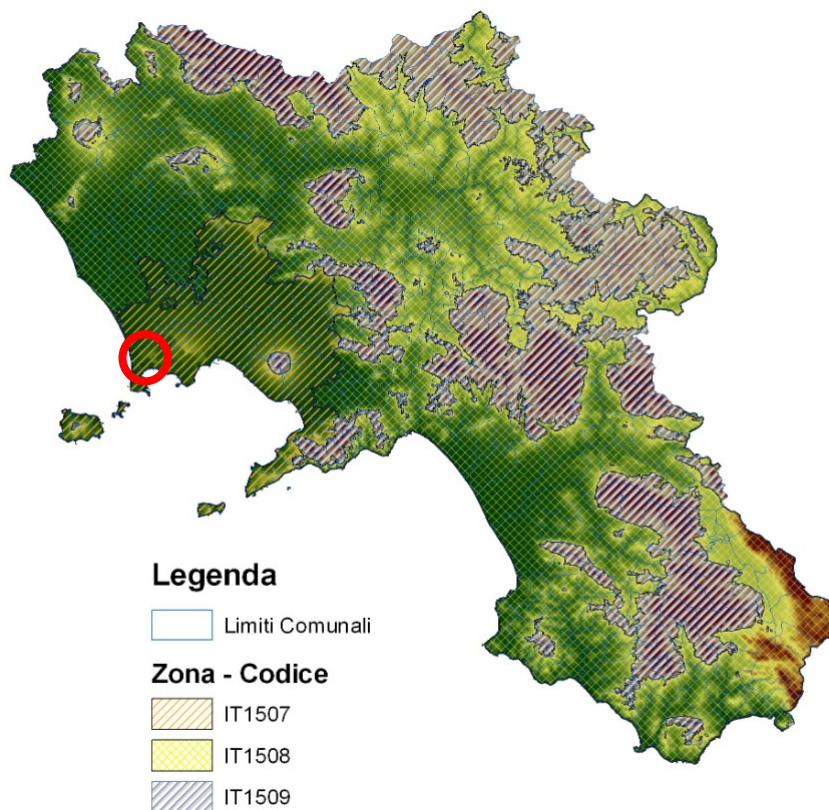 Legenda
Limiti Comunali
Zona - Codice
IT1507
IT1508
IT1509